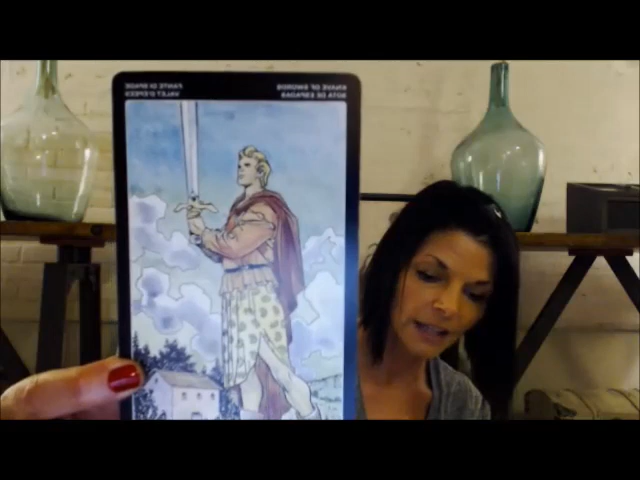 KNAVE OF SWORDS
SOTA DE ESPADAS
FANTE DI SPADE
VALET D'EPEES